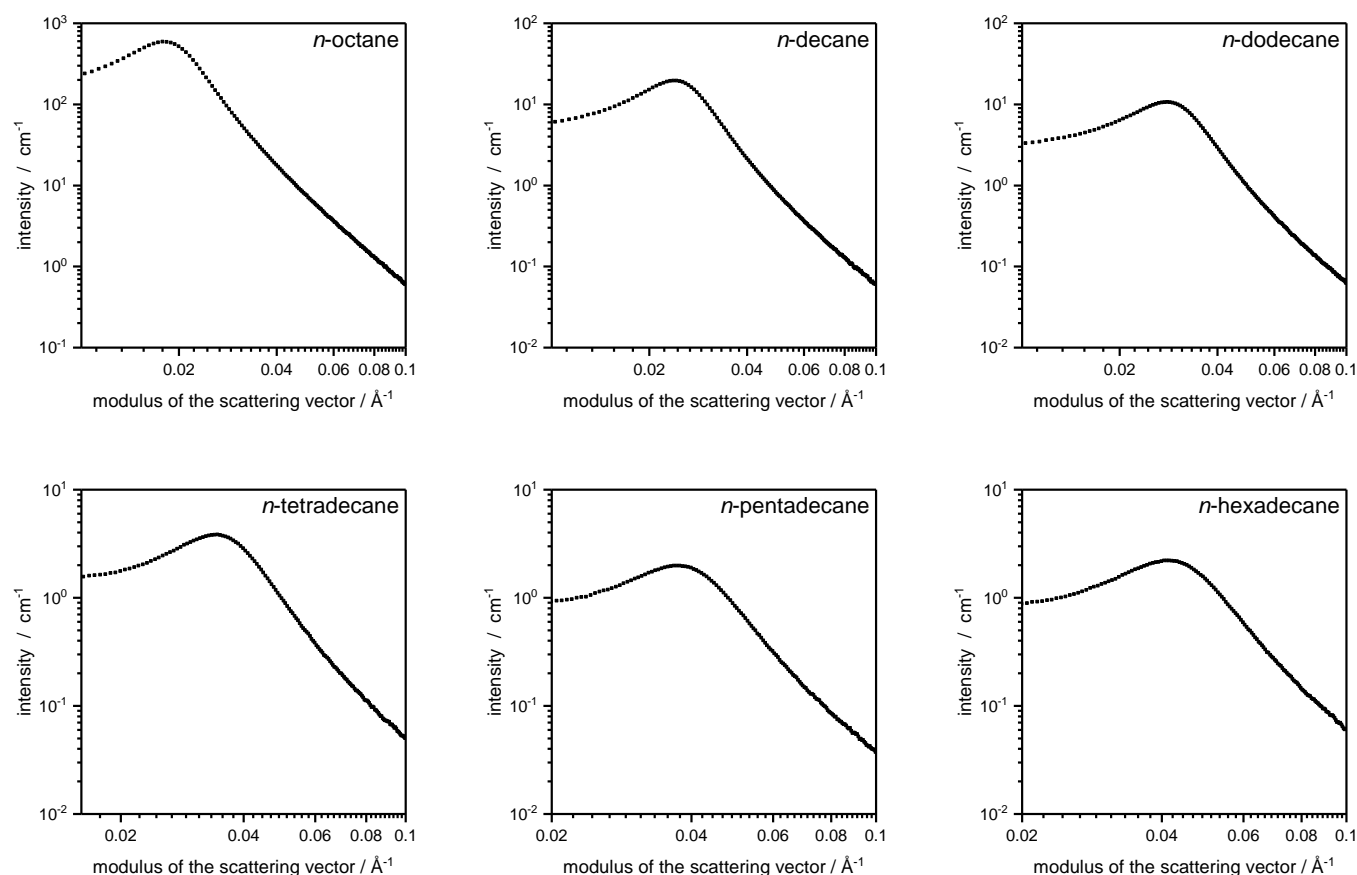 n-octane
10³
10²
10¹
10⁰
10⁻¹
intensity / cm⁻¹
0.02 0.04 0.06 0.08 0.1
modulus of the scattering vector / Å⁻¹
n-decane
10²
10¹
10⁰
10⁻¹
10⁻²
intensity / cm⁻¹
0.02 0.04 0.06 0.08 0.1
modulus of the scattering vector / Å⁻¹
n-dodecane
10²
10¹
10⁰
10⁻¹
10⁻²
intensity / cm⁻¹
0.02 0.04 0.06 0.08 0.1
modulus of the scattering vector / Å⁻¹
n-tetradecane
10¹
10⁰
10⁻¹
10⁻²
intensity / cm⁻¹
0.02 0.04 0.06 0.08 0.1
modulus of the scattering vector / Å⁻¹
n-pentadecane
10¹
10⁰
10⁻¹
10⁻²
intensity / cm⁻¹
0.02 0.04 0.06 0.08 0.1
modulus of the scattering vector / Å⁻¹
n-hexadecane
10¹
10⁰
10⁻¹
10⁻²
intensity / cm⁻¹
0.02 0.04 0.06 0.08 0.1
modulus of the scattering vector / Å⁻¹